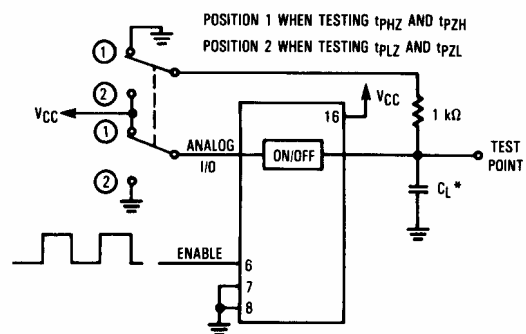 POSITION 1 WHEN TESTING tPHZ AND tPZH
POSITION 2 WHEN TESTING tPLZ AND tPZL
1
2
VCC
1
2
16
VCC
1 kΩ
ANALOG
I/O
ON/OFF
TEST
POINT
CL*
ENABLE
6
7
8